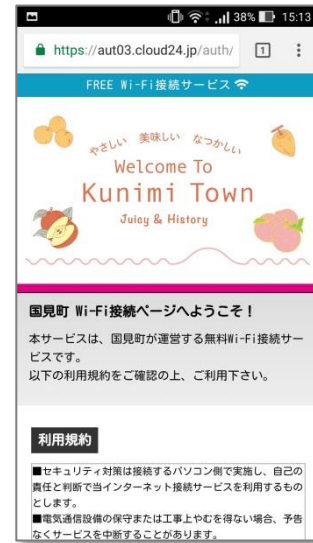 38% 15:13
https://aut03.cloud24.jp/auth/ 1
FREE Wi-Fi接続サービス
やさしい 美味しい なつかしい
Welcome To
Kunimi Town
Juicy & History
国見町 Wi-Fi接続ページへようこそ！
本サービスは、国見町が運営する無料Wi-Fi接続サー
ビスです。
以下の利用規約をご確認の上、ご利用下さい。
利用規約
■セキュリティ対策は接続するパソコン側で実施し、自己の
責任と判断で当インターネット接続サービスを利用するもの
とします。
■電気通信設備の保守または工事上やむを得ない場合、予告
なくサービスを中断することがあります。